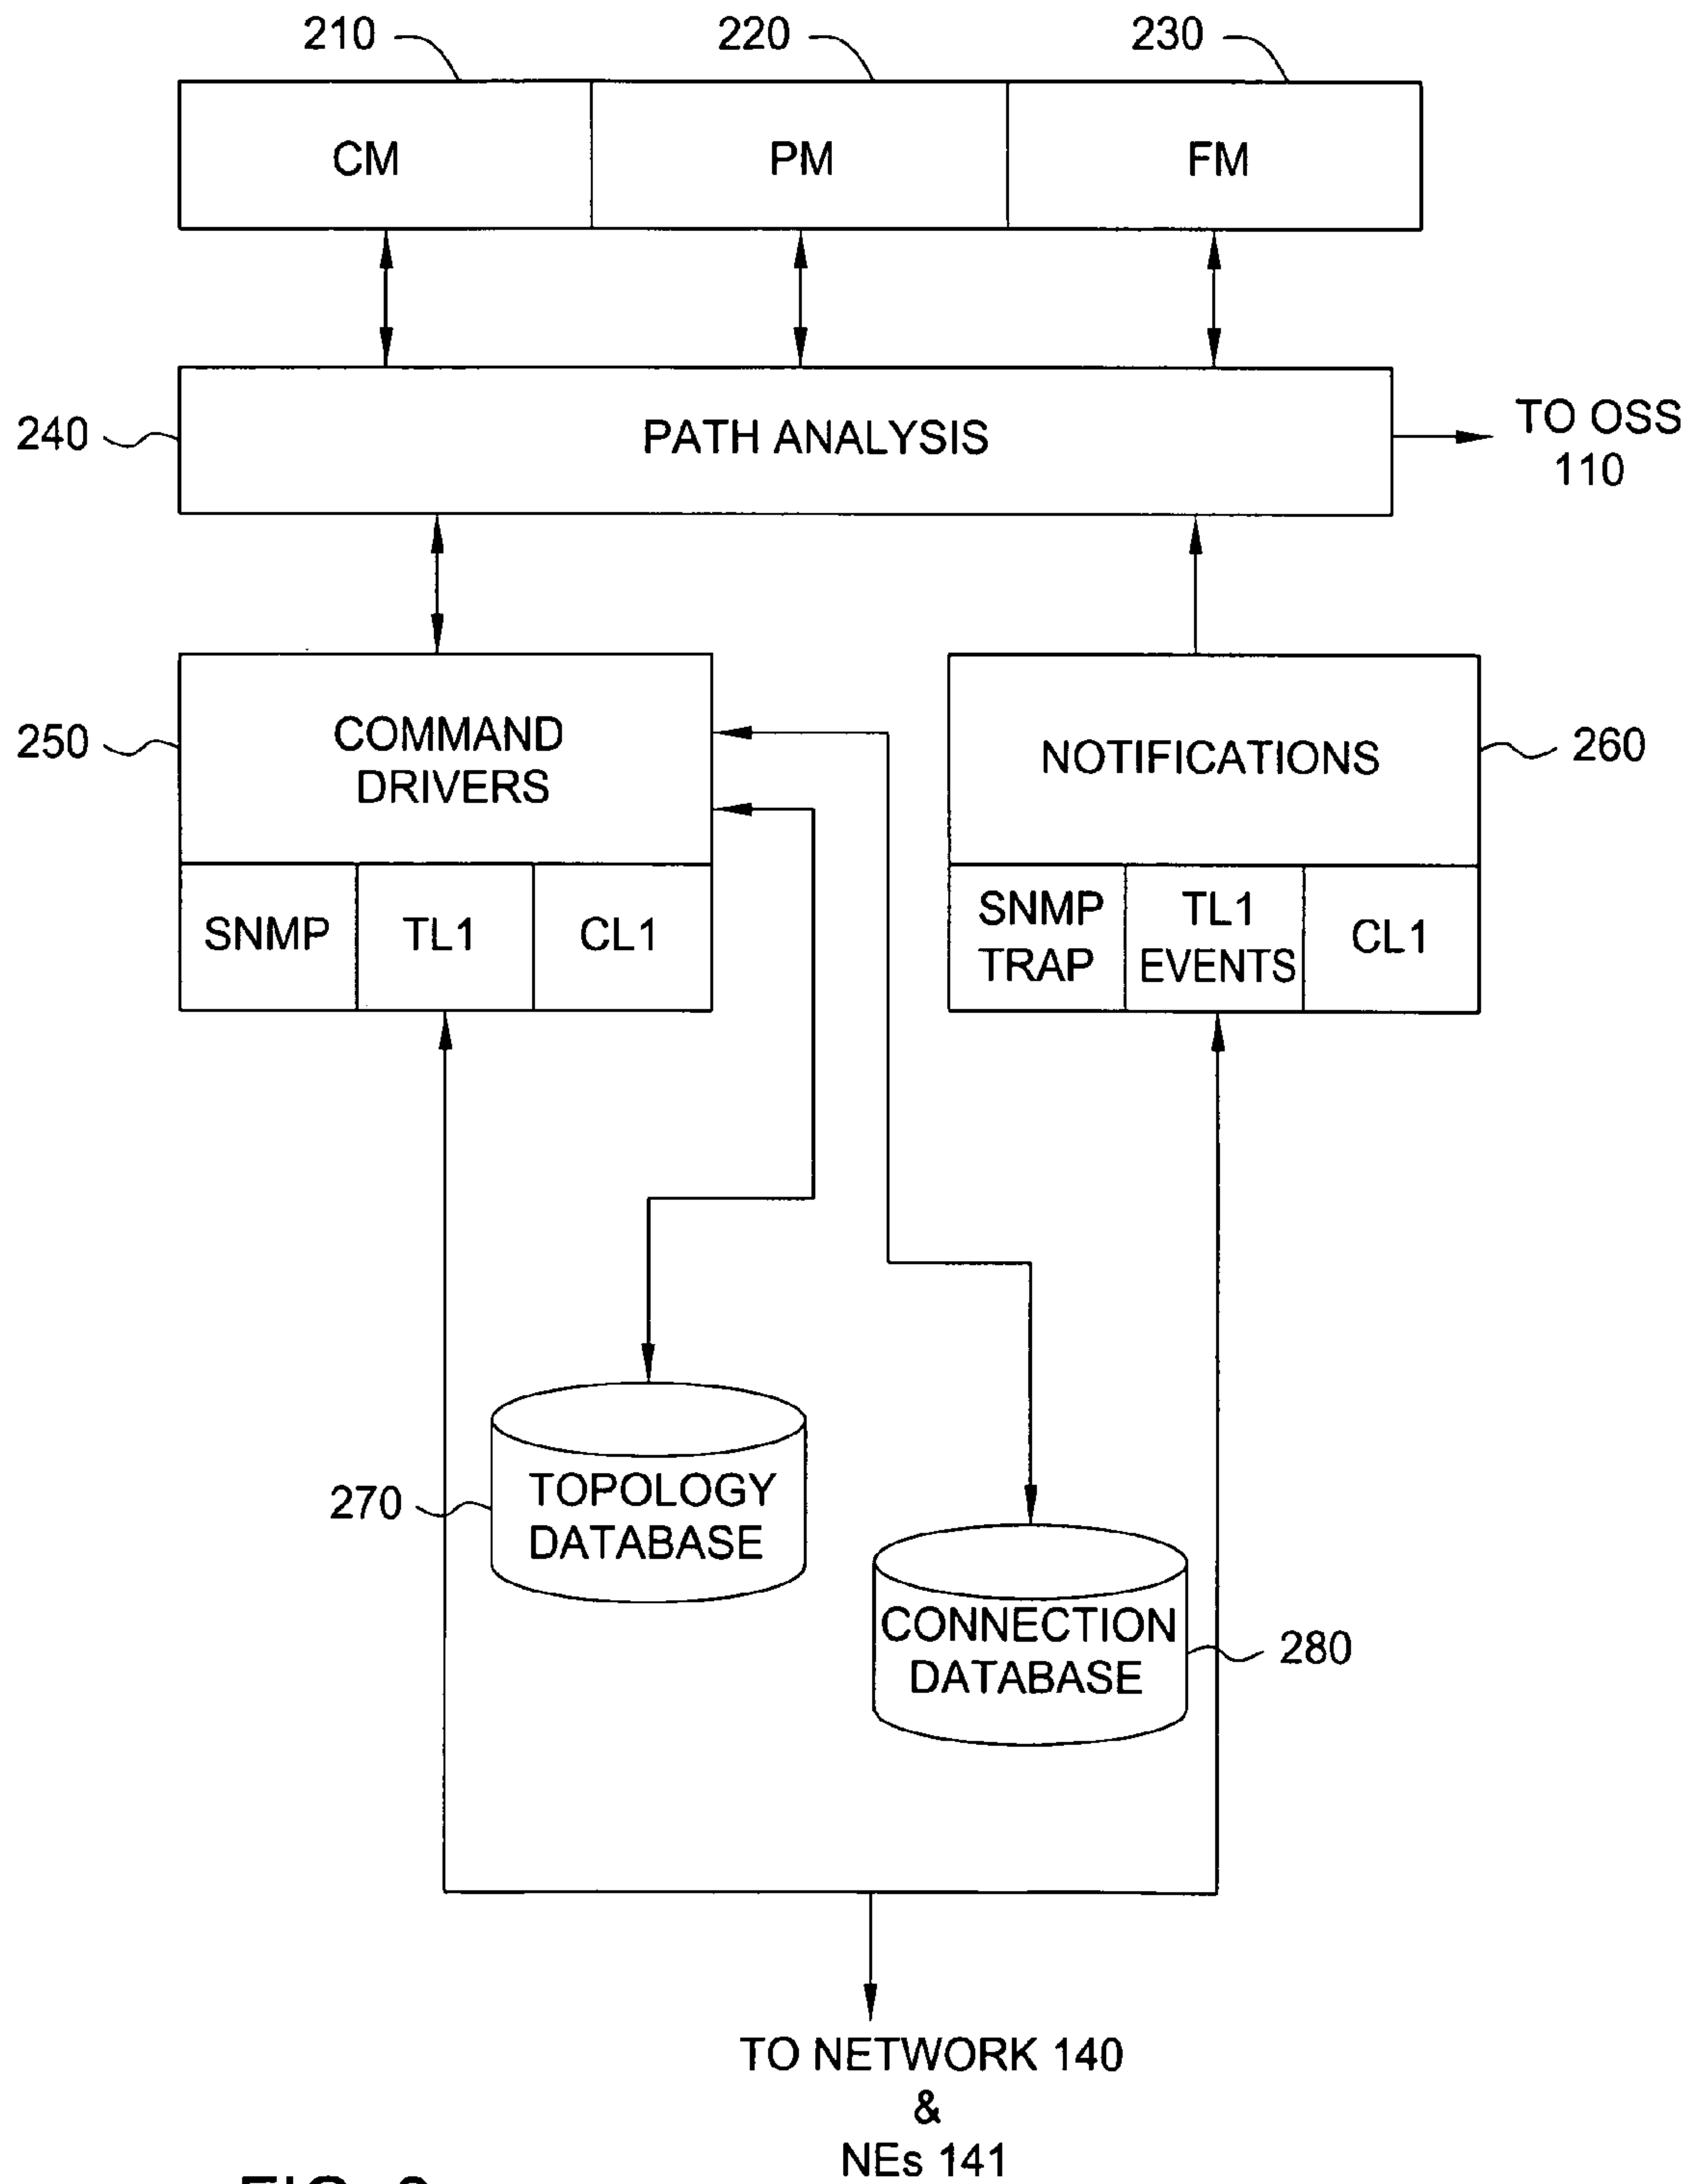 210
220
230
CM
PM
FM
240
PATH ANALYSIS
TO OSS
110
250
COMMAND
DRIVERS
NOTIFICATIONS
260
SNMP
TL1
CL1
SNMP
TRAP
TL1
EVENTS
CL1
270
TOPOLOGY
DATABASE
CONNECTION
DATABASE
280
TO NETWORK 140
&
NEs 141